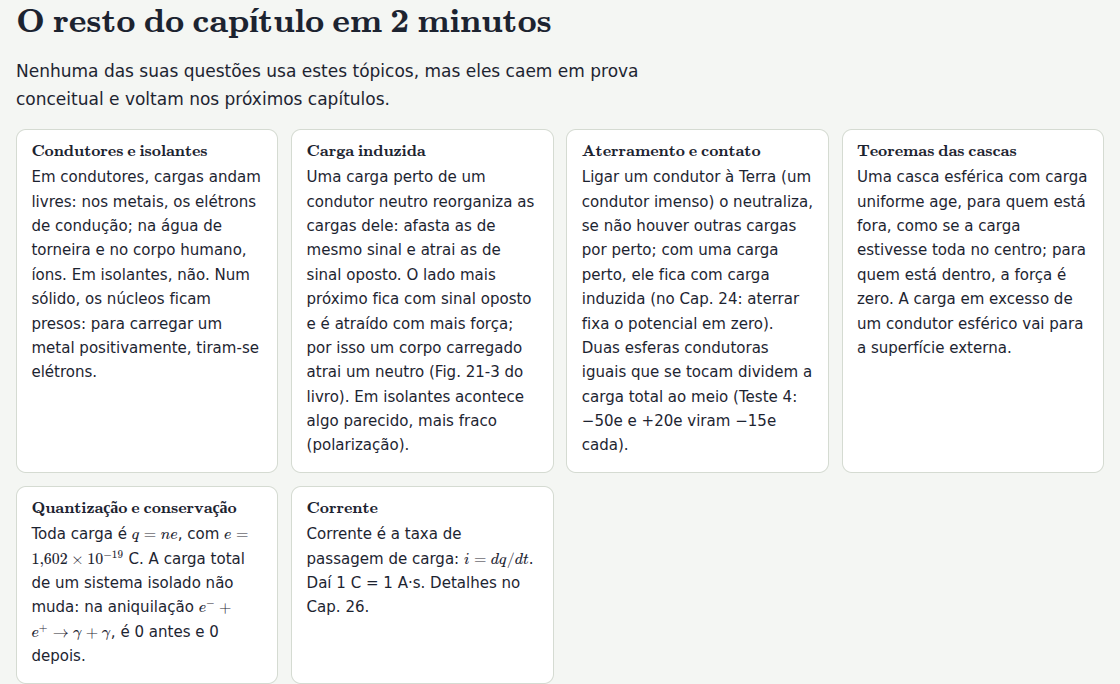 O resto do capítulo em 2 minutos
Nenhuma das suas questões usa estes tópicos, mas eles caem em prova
conceitual e voltam nos próximos capítulos.
Condutores e isolantes
Em condutores, cargas andam
livres: nos metais, os elétrons
de condução; na água de
torneira e no corpo humano,
íons. Em isolantes, não. Num
sólido, os núcleos ficam
presos: para carregar um
metal positivamente, tiram-se
elétrons.
Carga induzida
Uma carga perto de um
condutor neutro reorganiza as
cargas dele: afasta as de
mesmo sinal e atrai as de
sinal oposto. O lado mais
próximo fica com sinal oposto
e é atraído com mais força;
por isso um corpo carregado
atrai um neutro (Fig. 21-3 do
livro). Em isolantes acontece
algo parecido, mais fraco
(polarização).
Aterramento e contato
Ligar um condutor à Terra (um
condutor imenso) o neutraliza,
se não houver outras cargas
por perto; com uma carga
perto, ele fica com carga
induzida (no Cap. 24: aterrar
fixa o potencial em zero).
Duas esferas condutoras
iguais que se tocam dividem a
carga total ao meio (Teste 4:
−50e e +20e viram −15e
cada).
Teoremas das cascas
Uma casca esférica com carga
uniforme age, para quem está
fora, como se a carga
estivesse toda no centro; para
quem está dentro, a força é
zero. A carga em excesso de
um condutor esférico vai para
a superfície externa.
Quantização e conservação
Toda carga é q = ne, com e =
1,602 × 10⁻¹⁹ C. A carga total
de um sistema isolado não
muda: na aniquilação e⁻ +
e⁺ → γ + γ, é 0 antes e 0
depois.
Corrente
Corrente é a taxa de
passagem de carga: i = dq/dt.
Daí 1 C = 1 A·s. Detalhes no
Cap. 26.